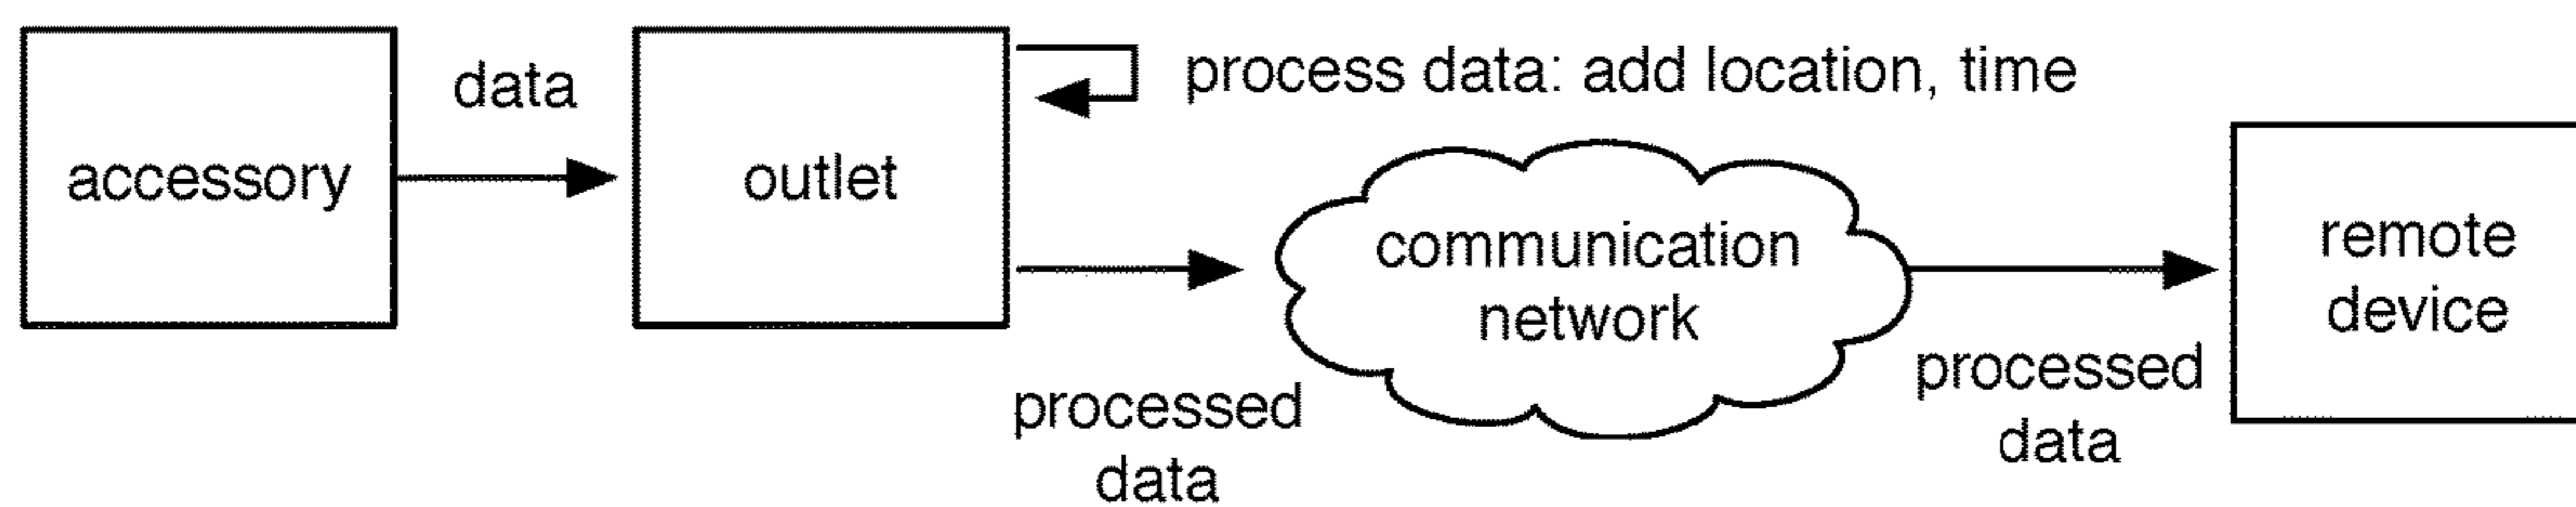 accessory
data
outlet
process data: add location, time
processed
data
communication
network
processed
data
remote
device